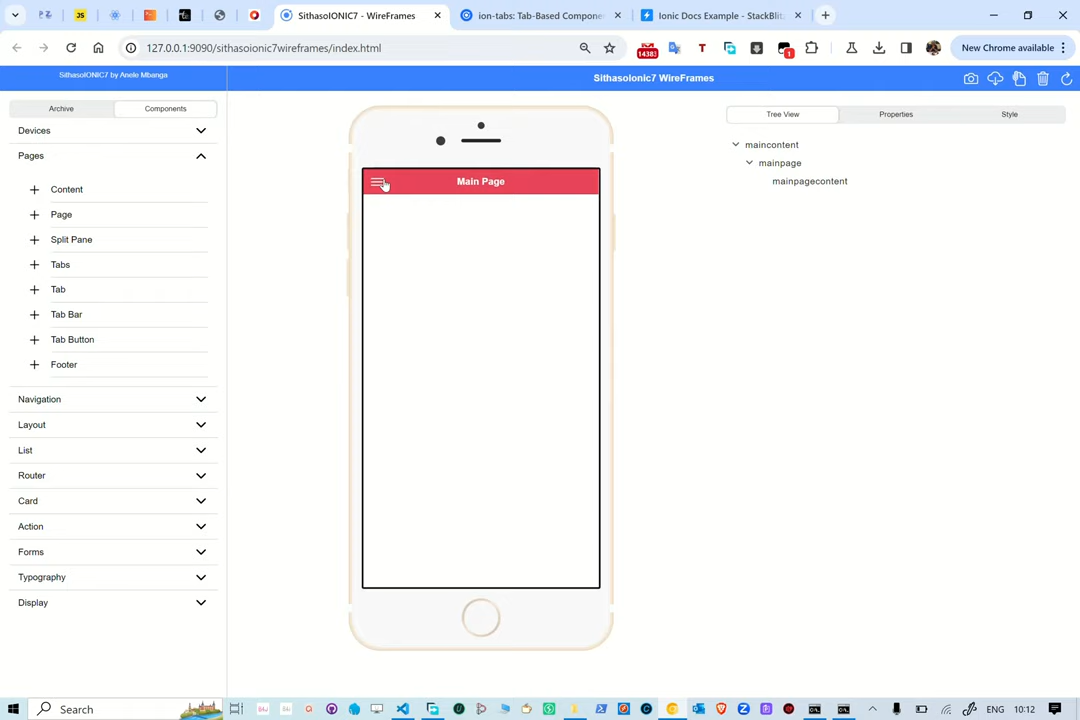 SithasoIONIC7 - WireFrames
ion-tabs: Tab-Based Compone
Ionic Docs Example - StackBlitz
127.0.0.1:9090/sithasoionic7wireframes/index.html
14383
T
1
New Chrome available
SithasoIONIC7 by Anele Mbanga
SithasoIonic7 WireFrames
Archive
Components
Devices
Pages
Content
Page
Split Pane
Tabs
Tab
Tab Bar
Tab Button
Footer
Navigation
Layout
List
Router
Card
Action
Forms
Typography
Display
Main Page
Tree View
Properties
Style
maincontent
mainpage
mainpagecontent
Search
ENG
10:12